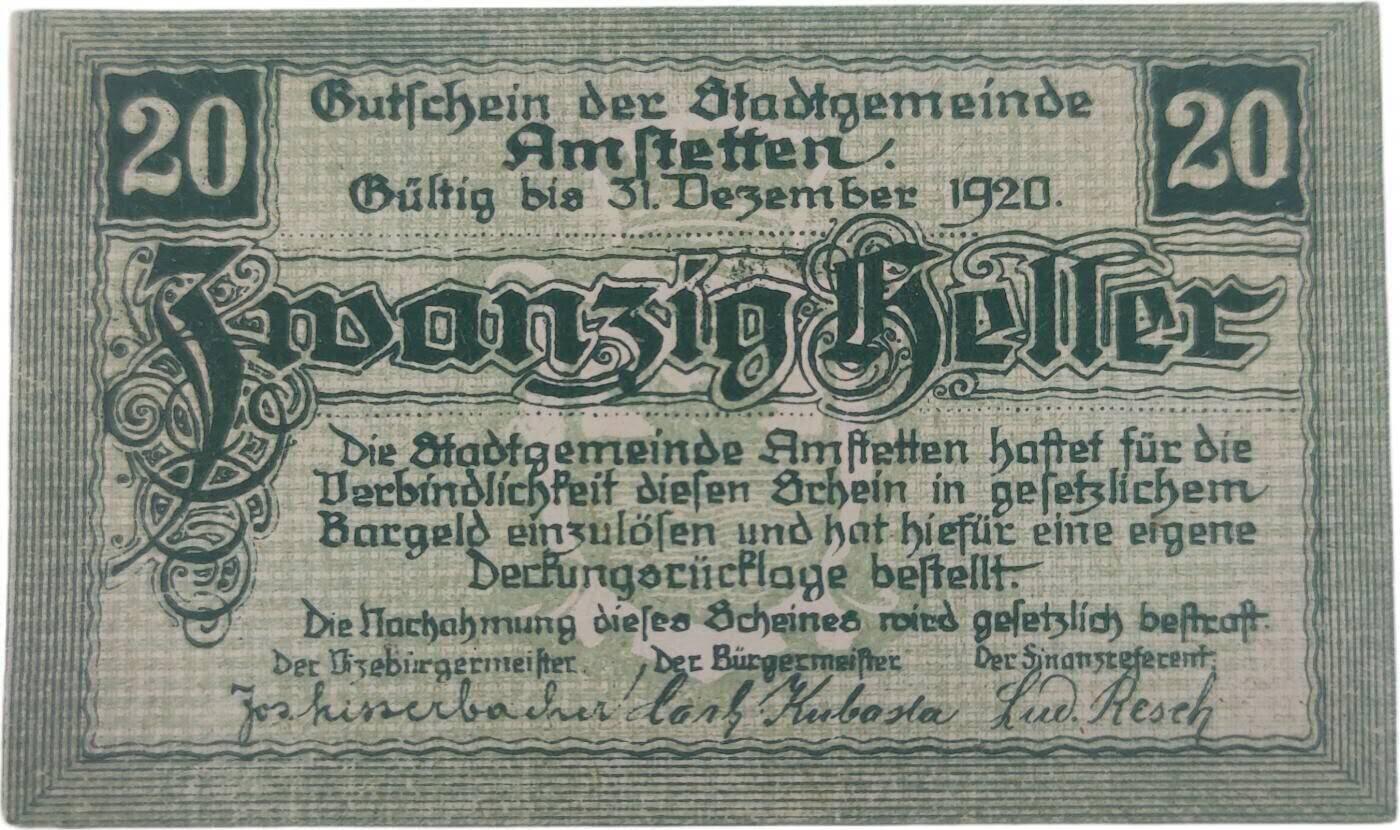 20
20
Gutschein der Stadtgemeinde
Amstetten.
Gültig bis 31. Dezember 1920.
Zwanzig Heller
Die Stadtgemeinde Amstetten haftet für die
Verbindlichkeit diesen Schein in gesetzlichem
Bargeld einzulösen und hat hiefür eine eigene
Deckungsrücklage bestellt.
Die Nachahmung dieses Scheines wird gesetzlich bestraft.
Der Vizebürgermeister. Der Bürgermeister Der Finanzreferent.
Jos. Kubasta Lud. Resch